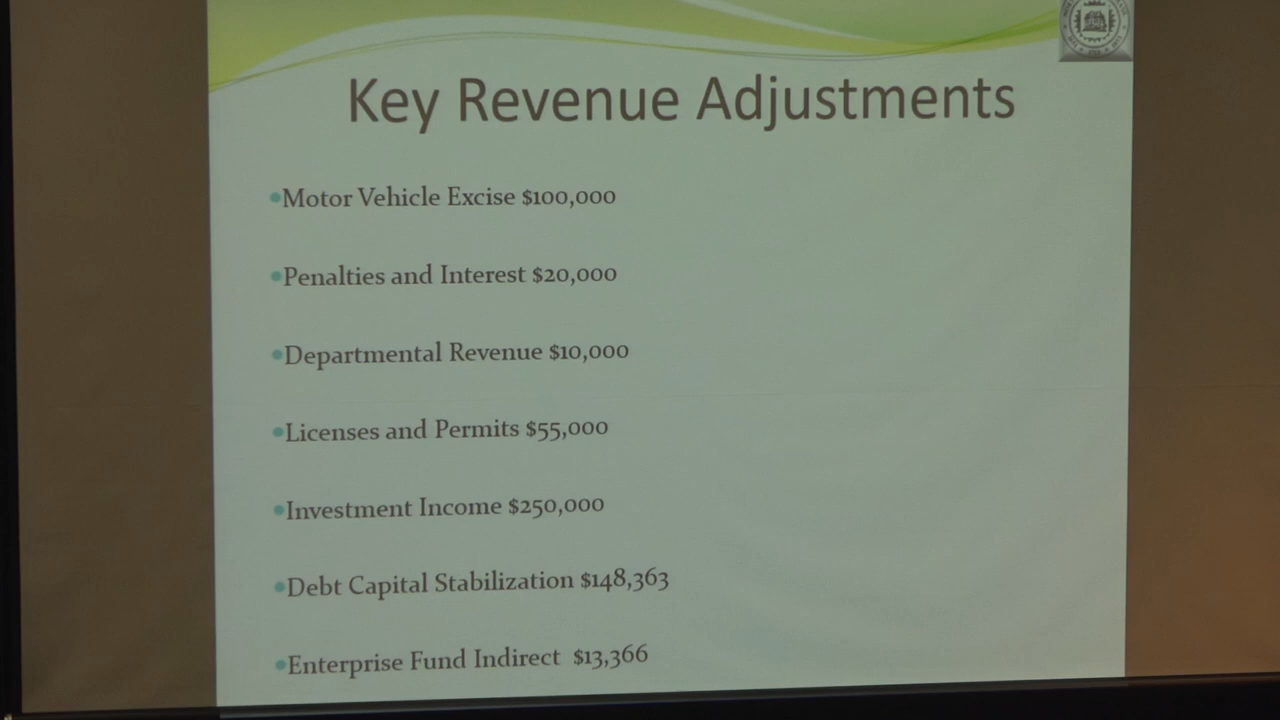 Key Revenue Adjustments
•Motor Vehicle Excise $100,000
•Penalties and Interest $20,000
•Departmental Revenue $10,000
•Licenses and Permits $55,000
•Investment Income $250,000
•Debt Capital Stabilization $148,363
•Enterprise Fund Indirect $13,366